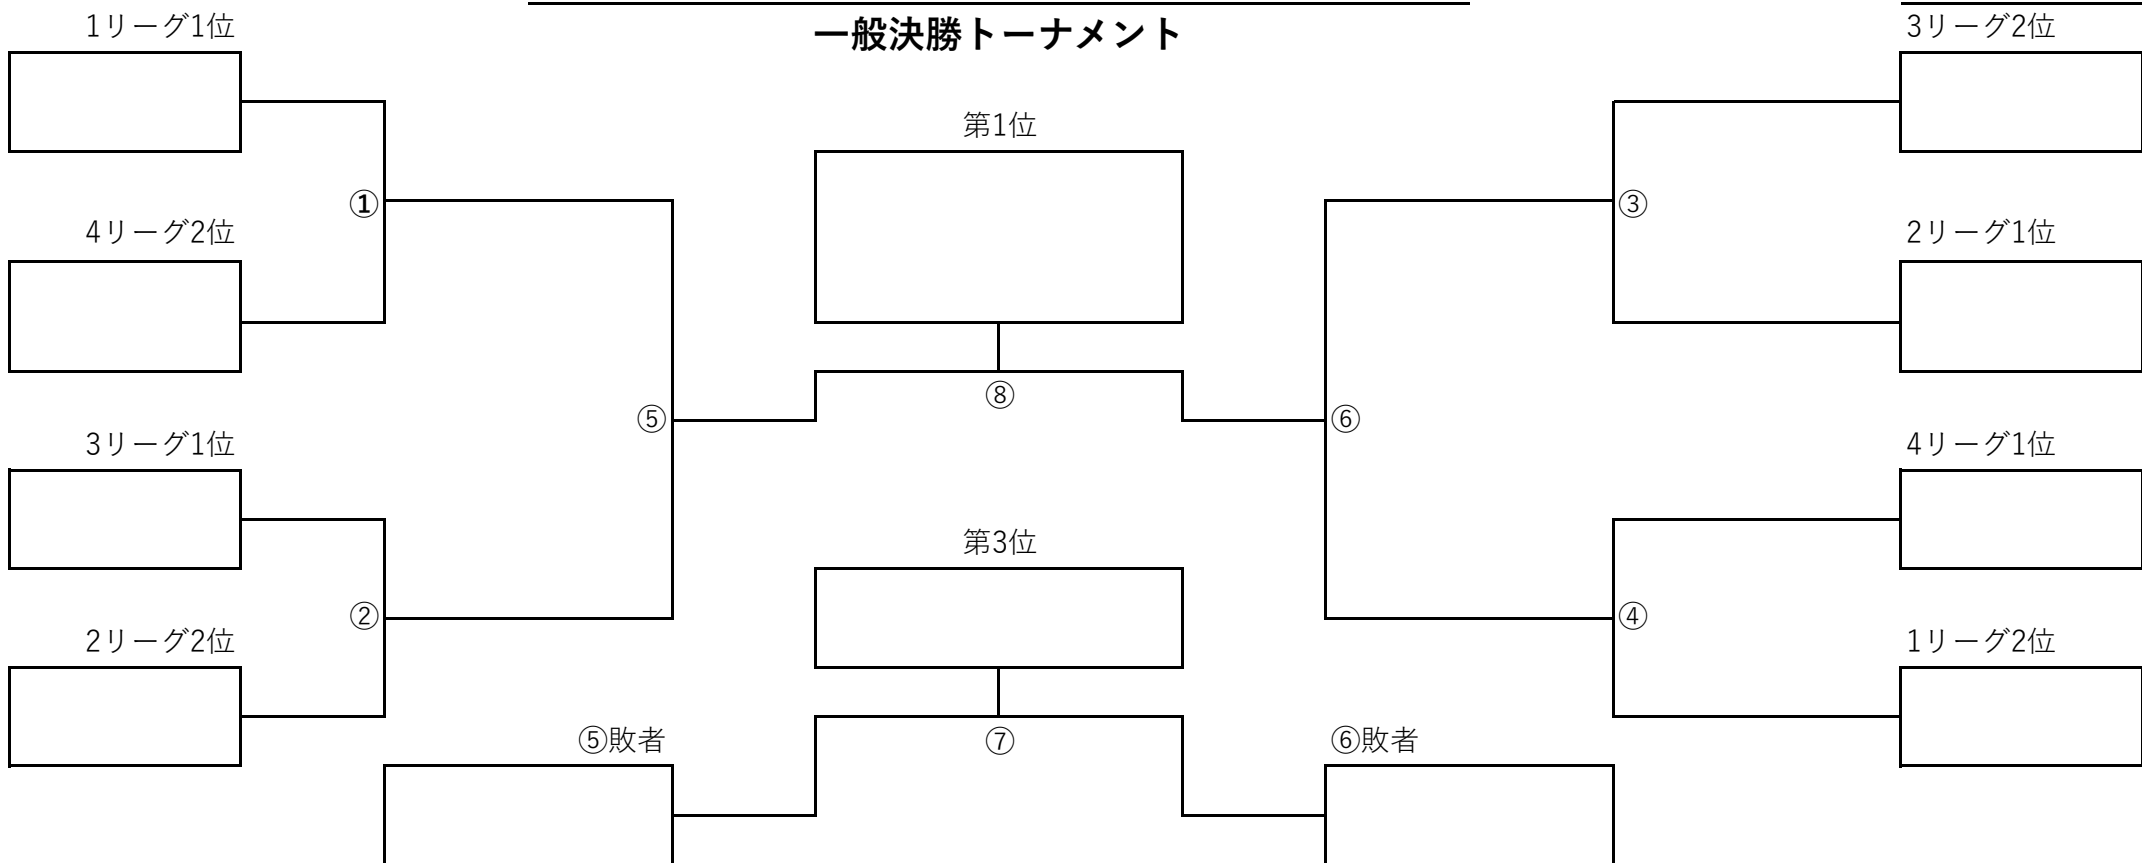 一般決勝トーナメント
1リーグ1位
3リーグ2位
第1位
①
③
4リーグ2位
2リーグ1位
⑧
⑤
⑥
3リーグ1位
4リーグ1位
第3位
②
④
2リーグ2位
1リーグ2位
⑤敗者
⑦
⑥敗者